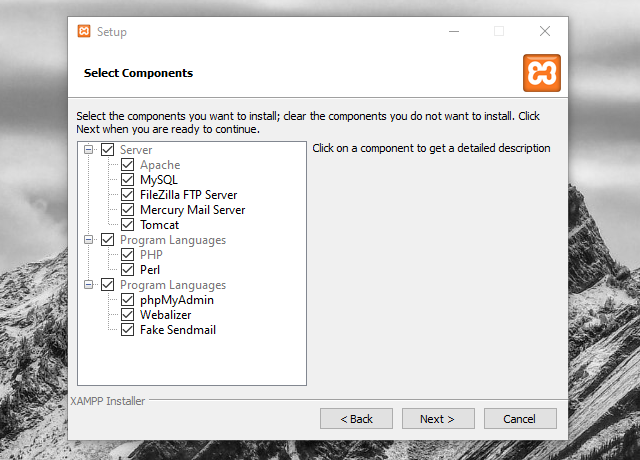 Setup
Select Components
Select the components you want to install; clear the components you do not want to install. Click
Next when you are ready to continue.
Server
Apache
MySQL
FileZilla FTP Server
Mercury Mail Server
Tomcat
Program Languages
PHP
Perl
Program Languages
phpMyAdmin
Webalizer
Fake Sendmail
Click on a component to get a detailed description
XAMPP Installer
< Back
Next >
Cancel